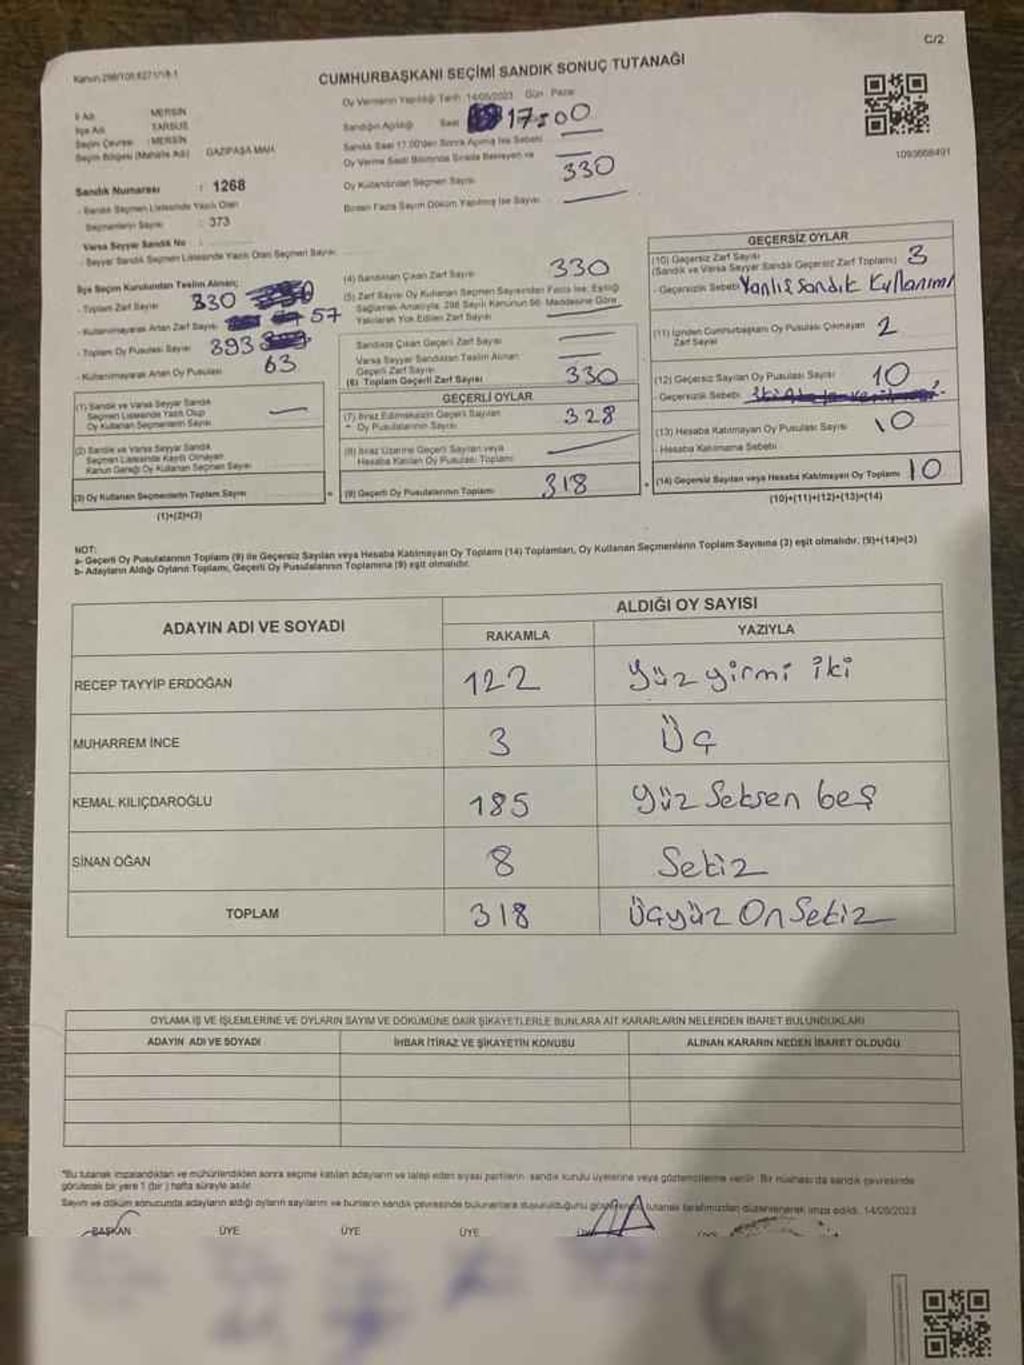 C/2
CUMHURBAŞKANI SEÇİMİ SANDIK SONUÇ TUTANAĞI
İl Adı MERSİN
İlçe Adı TARSUS
Seçim Çevresi : MERSİN
Seçim Bölgesi (Mahalle Adı) GAZİPAŞA MAH.
Oy Vermenin Yapıldığı Tarih 14/05/2023 Gün Pazar
Sandığın Açıldığı Saat 17:00
Sandık Saat 17.00'den Sonra Açılmış İse Sebebi
Oy Verme Saati Bitiminde Sırada Bekleyen ve
Oy Kullandırılan Seçmen Sayısı 330
Birden Fazla Sayım Döküm Yapılmış İse Sayısı
1093668491
Sandık Numarası : 1268
- Sandık Seçmen Listesinde Yazılı Olan
Seçmenlerin Sayısı : 373
Varsa Seyyar Sandık No :
- Seyyar Sandık Seçmen Listesinde Yazılı Olan Seçmen Sayısı
İlçe Seçim Kurulundan Teslim Alınan;
- Toplam Zarf Sayısı 330
- Kullanılmayarak Artan Zarf Sayısı 57
- Toplam Oy Pusulası Sayısı 393
- Kullanılmayarak Artan Oy Pusulası 63
(1) Sandık ve Varsa Seyyar Sandık
Seçmen Listesinde Yazılı Olup
Oy Kullanan Seçmenlerin Sayısı
(2) Sandık ve Varsa Seyyar Sandık
Seçmen Listesinde Kayıtlı Olmayan
Kanun Gereği Oy Kullanan Seçmen Sayısı
(3) Oy Kullanan Seçmenlerin Toplam Sayısı
(1)+(2)=(3)
(4) Sandıktan Çıkan Zarf Sayısı 330
(5) Zarf Sayısı Oy Kullanan Seçmen Sayısından Fazla İse, Eşitliği
Sağlamak Amacıyla, 298 Sayılı Kanunun 98. Maddesine Göre
Yakılarak Yok Edilen Zarf Sayısı
Sandıkta Çıkan Geçerli Zarf Sayısı
Varsa Seyyar Sandıktan Teslim Alınan
Geçerli Zarf Sayısı
(6) Toplam Geçerli Zarf Sayısı 330
GEÇERLİ OYLAR
(7) İtiraz Edilmeksizin Geçerli Sayılan
Oy Pusulalarının Sayısı 328
(8) İtiraz Üzerine Geçerli Sayılan veya
Hesaba Katılan Oy Pusulası Toplamı
(9) Geçerli Oy Pusulalarının Toplamı 318
GEÇERSİZ OYLAR
(10) Geçersiz Zarf Sayısı 3
(Sandık ve Varsa Seyyar Sandık Geçersiz Zarf Toplamı)
- Geçersizlik Sebebi Yanlış sandık Kullanımı
(11) İçinden Cumhurbaşkanı Oy Pusulası Çıkmayan
Zarf Sayısı 2
(12) Geçersiz Sayılan Oy Pusulası Sayısı 10
- Geçersizlik Sebebi
(13) Hesaba Katılmayan Oy Pusulası Sayısı 10
- Hesaba Katılmama Sebebi
(14) Geçersiz Sayılan veya Hesaba Katılmayan Oy Toplamı 10
(10)+(11)+(12)+(13)=(14)
NOT:
a- Geçerli Oy Pusulalarının Toplamı (9) ile Geçersiz Sayılan veya Hesaba Katılmayan Oy Toplamı (14) Toplamları, Oy Kullanan Seçmenlerin Toplam Sayısına (3) eşit olmalıdır. (9)+(14)=(3)
b- Adayların Aldığı Oyların Toplamı, Geçerli Oy Pusulalarının Toplamına (9) eşit olmalıdır.
ADAYIN ADI VE SOYADI
ALDIĞI OY SAYISI
RAKAMLA YAZIYLA
RECEP TAYYİP ERDOĞAN 122 yüz yirmi iki
MUHARREM İNCE 3 Üç
KEMAL KILIÇDAROĞLU 185 yüz Seksen beş
SİNAN OĞAN 8 Sekiz
TOPLAM 318 üçyüz On Sekiz
OYLAMA İŞ VE İŞLEMLERİNE VE OYLARIN SAYIM VE DÖKÜMÜNE DAİR ŞİKAYETLERLE BUNLARA AİT KARARLARIN NELERDEN İBARET BULUNDUKLARI
ADAYIN ADI VE SOYADI İHBAR İTİRAZ VE ŞİKAYETİN KONUSU ALINAN KARARIN NEDEN İBARET OLDUĞU
*Bu tutanak imzalandıktan ve mühürlendikten sonra seçime katılan adayların ve talep eden siyasi partilerin sandık kurulu üyelerine veya gözlemcilerine verilir. Bir nüshası da sandık çevresinde
görülecek bir yere 1 (bir) hafta süreyle asılır.
Sayım ve döküm sonucunda adayların aldığı oyların sayılarını ve bunların sandık çevresinde bulunanlara duyurulduğunu gösteren iş tutanak tarafımızdan düzenlenerek imza edildi. 14/05/2023
BAŞKAN ÜYE ÜYE ÜYE